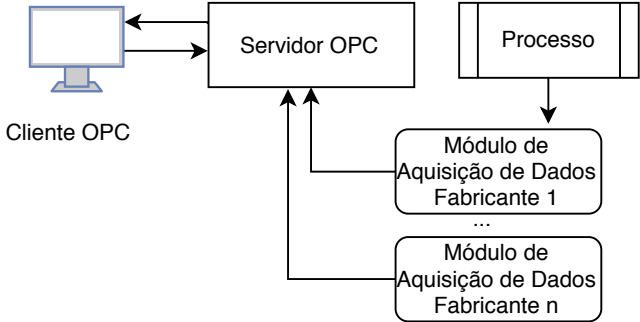 Servidor OPC
Processo
Cliente OPC
Módulo de
Aquisição de Dados
Fabricante 1
...
Módulo de
Aquisição de Dados
Fabricante n